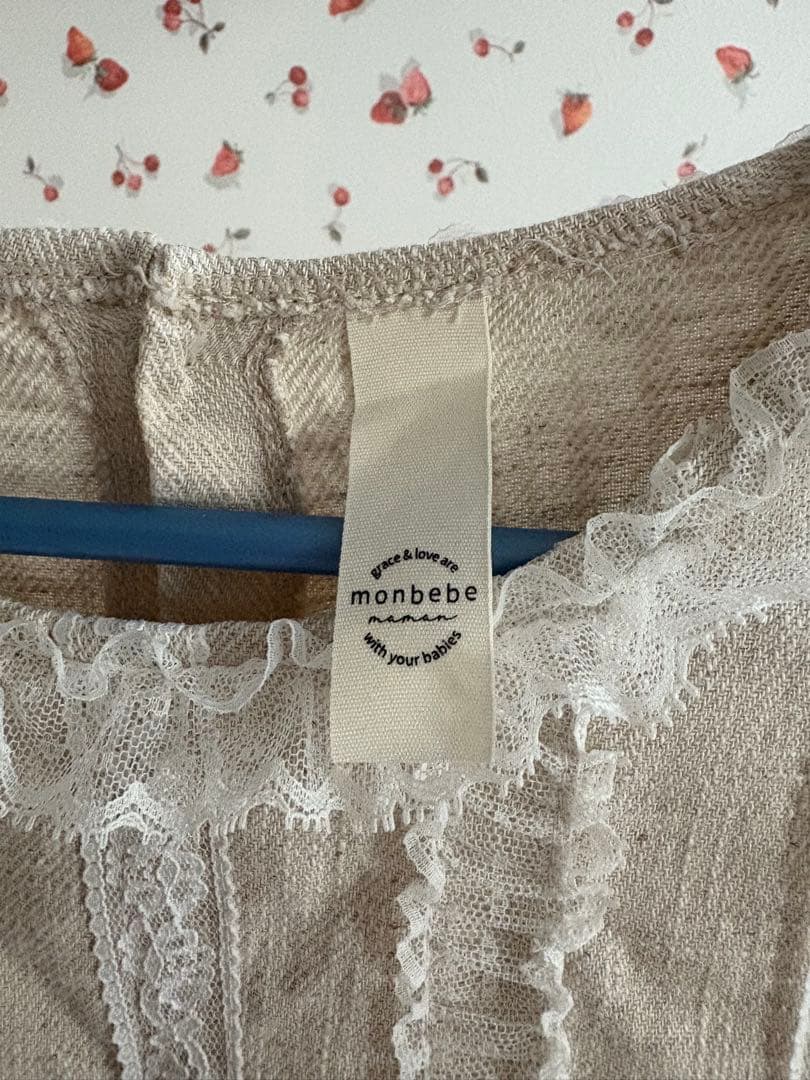 grace & love are
monbebe
maman
with your babies